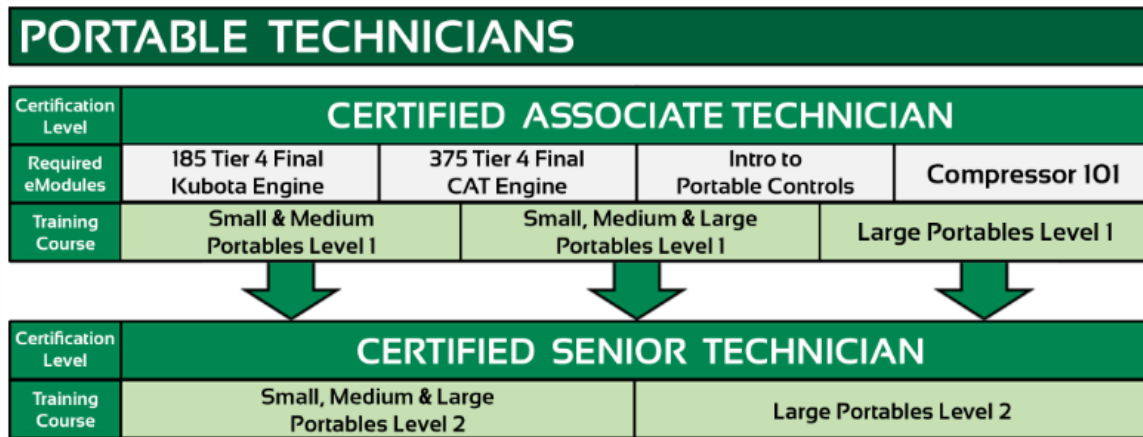 PORTABLE TECHNICIANS
Certification
Level
CERTIFIED ASSOCIATE TECHNICIAN
Required
eModules
185 Tier 4 Final
Kubota Engine
375 Tier 4 Final
CAT Engine
Intro to
Portable Controls
Compressor 101
Training
Course
Small & Medium
Portables Level 1
Small, Medium & Large
Portables Level 1
Large Portables Level 1
Certification
Level
CERTIFIED SENIOR TECHNICIAN
Training
Course
Small, Medium & Large
Portables Level 2
Large Portables Level 2